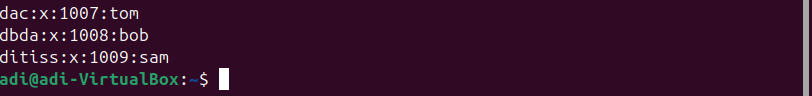 dac:x:1007:tom
dbda:x:1008:bob
ditiss:x:1009:sam
adi@adi-VirtualBox:~$